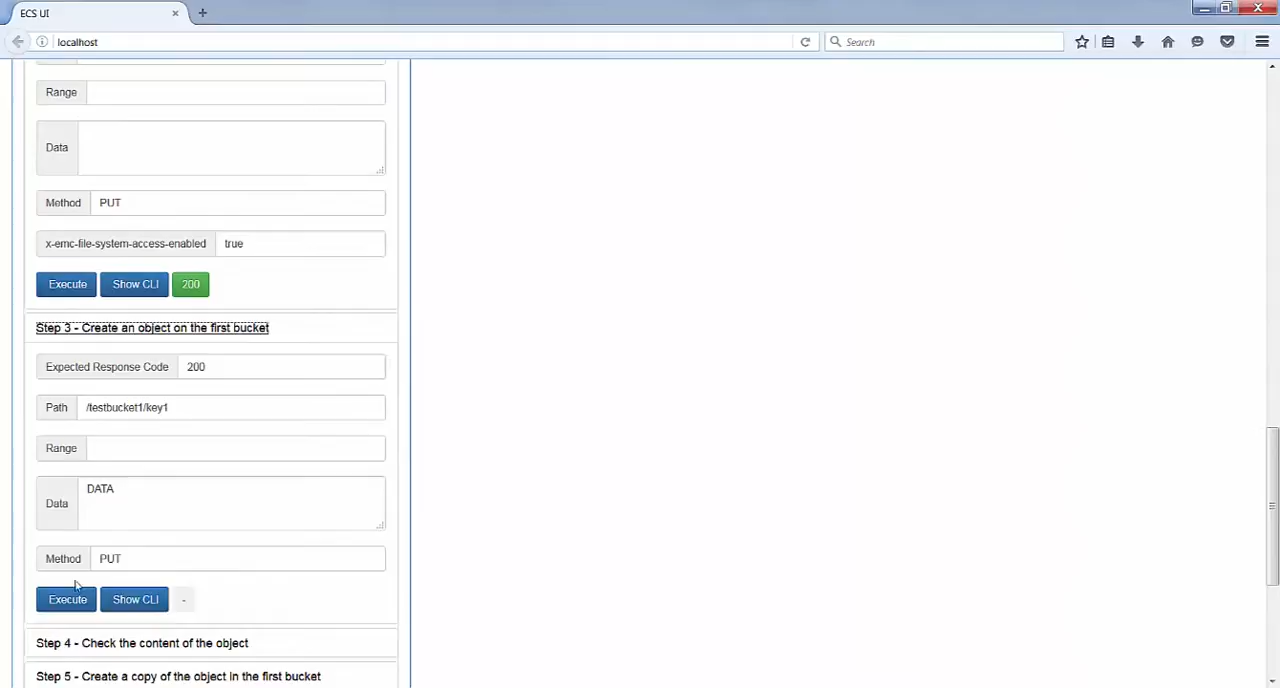 ECS UI
localhost
Search
Range
Data
Method PUT
x-emc-file-system-access-enabled true
Execute Show CLI 200
Step 3 - Create an object on the first bucket
Expected Response Code 200
Path /testbucket1/key1
Range
Data DATA
Method PUT
Execute Show CLI -
Step 4 - Check the content of the object
Step 5 - Create a copy of the object in the first bucket